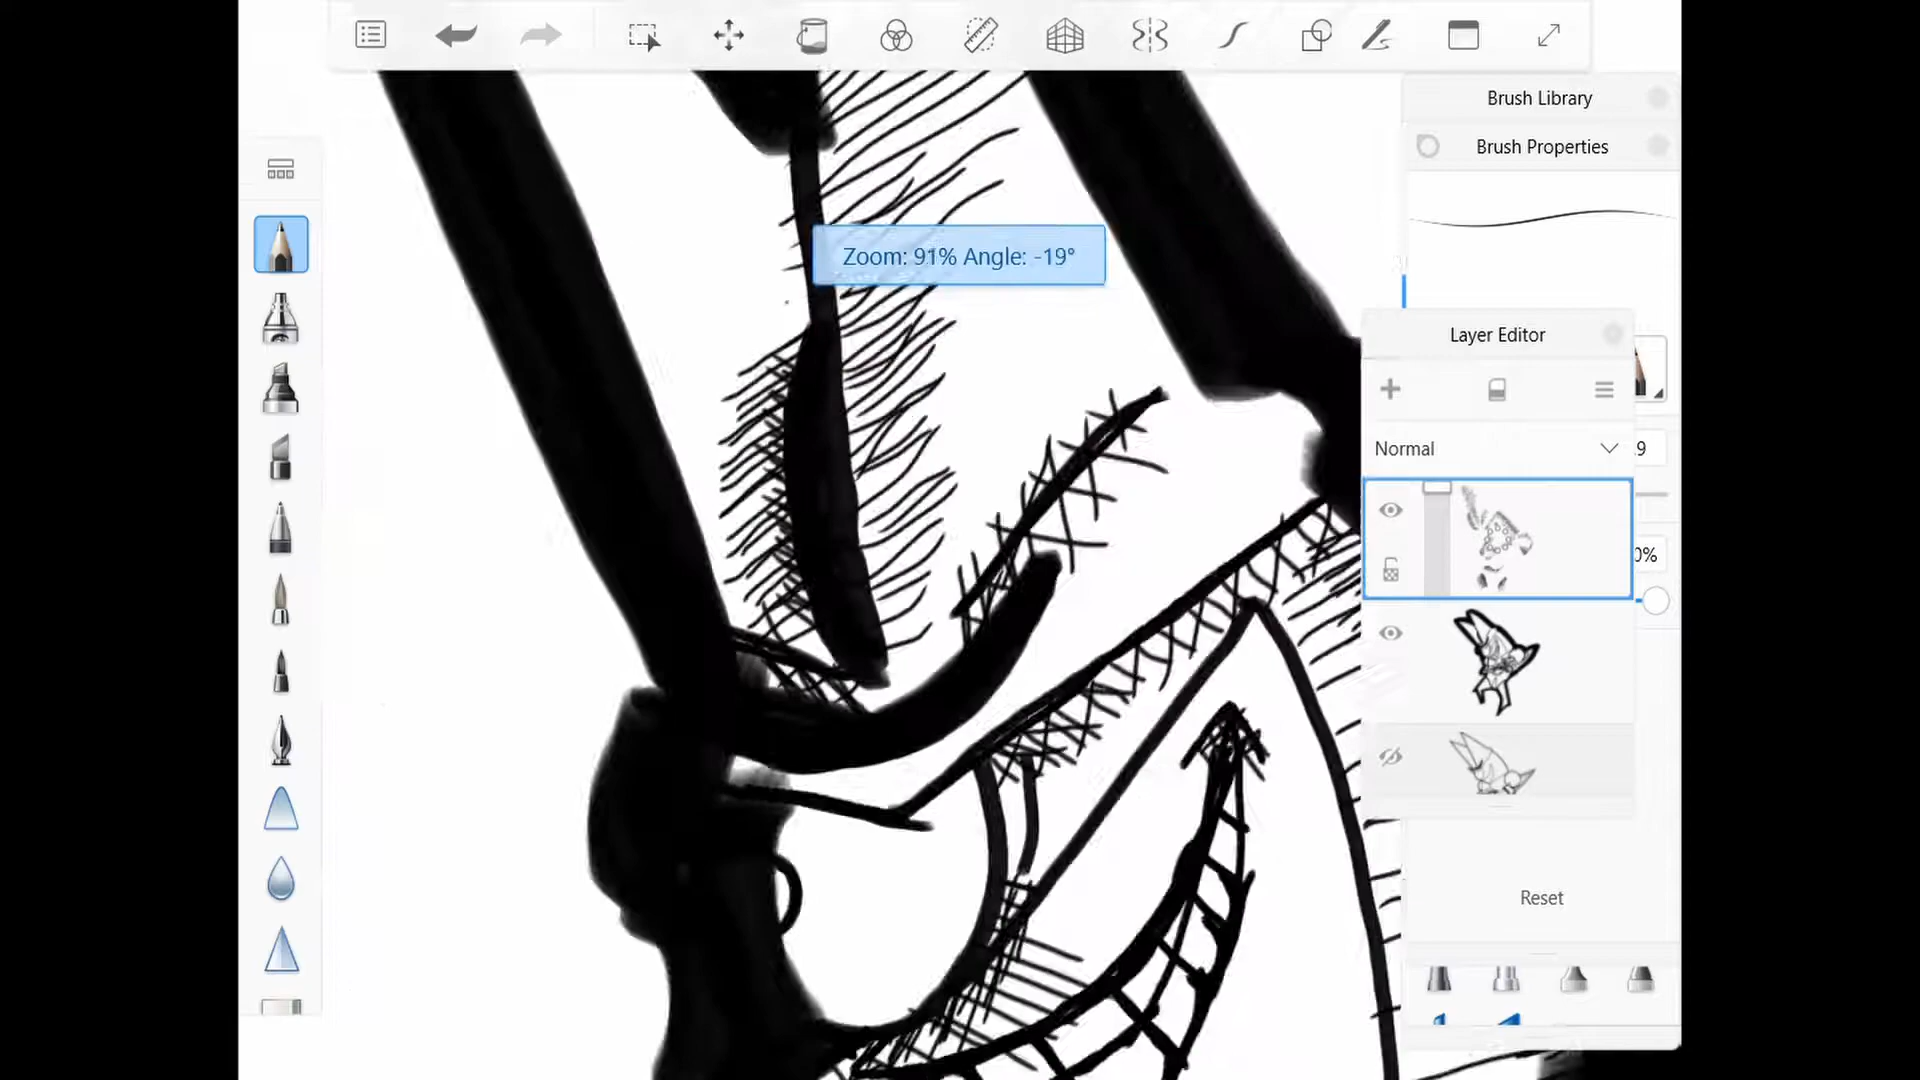 Brush Library
Brush Properties
Zoom: 91% Angle: -19°
Layer Editor
Normal
.9
0%
Reset